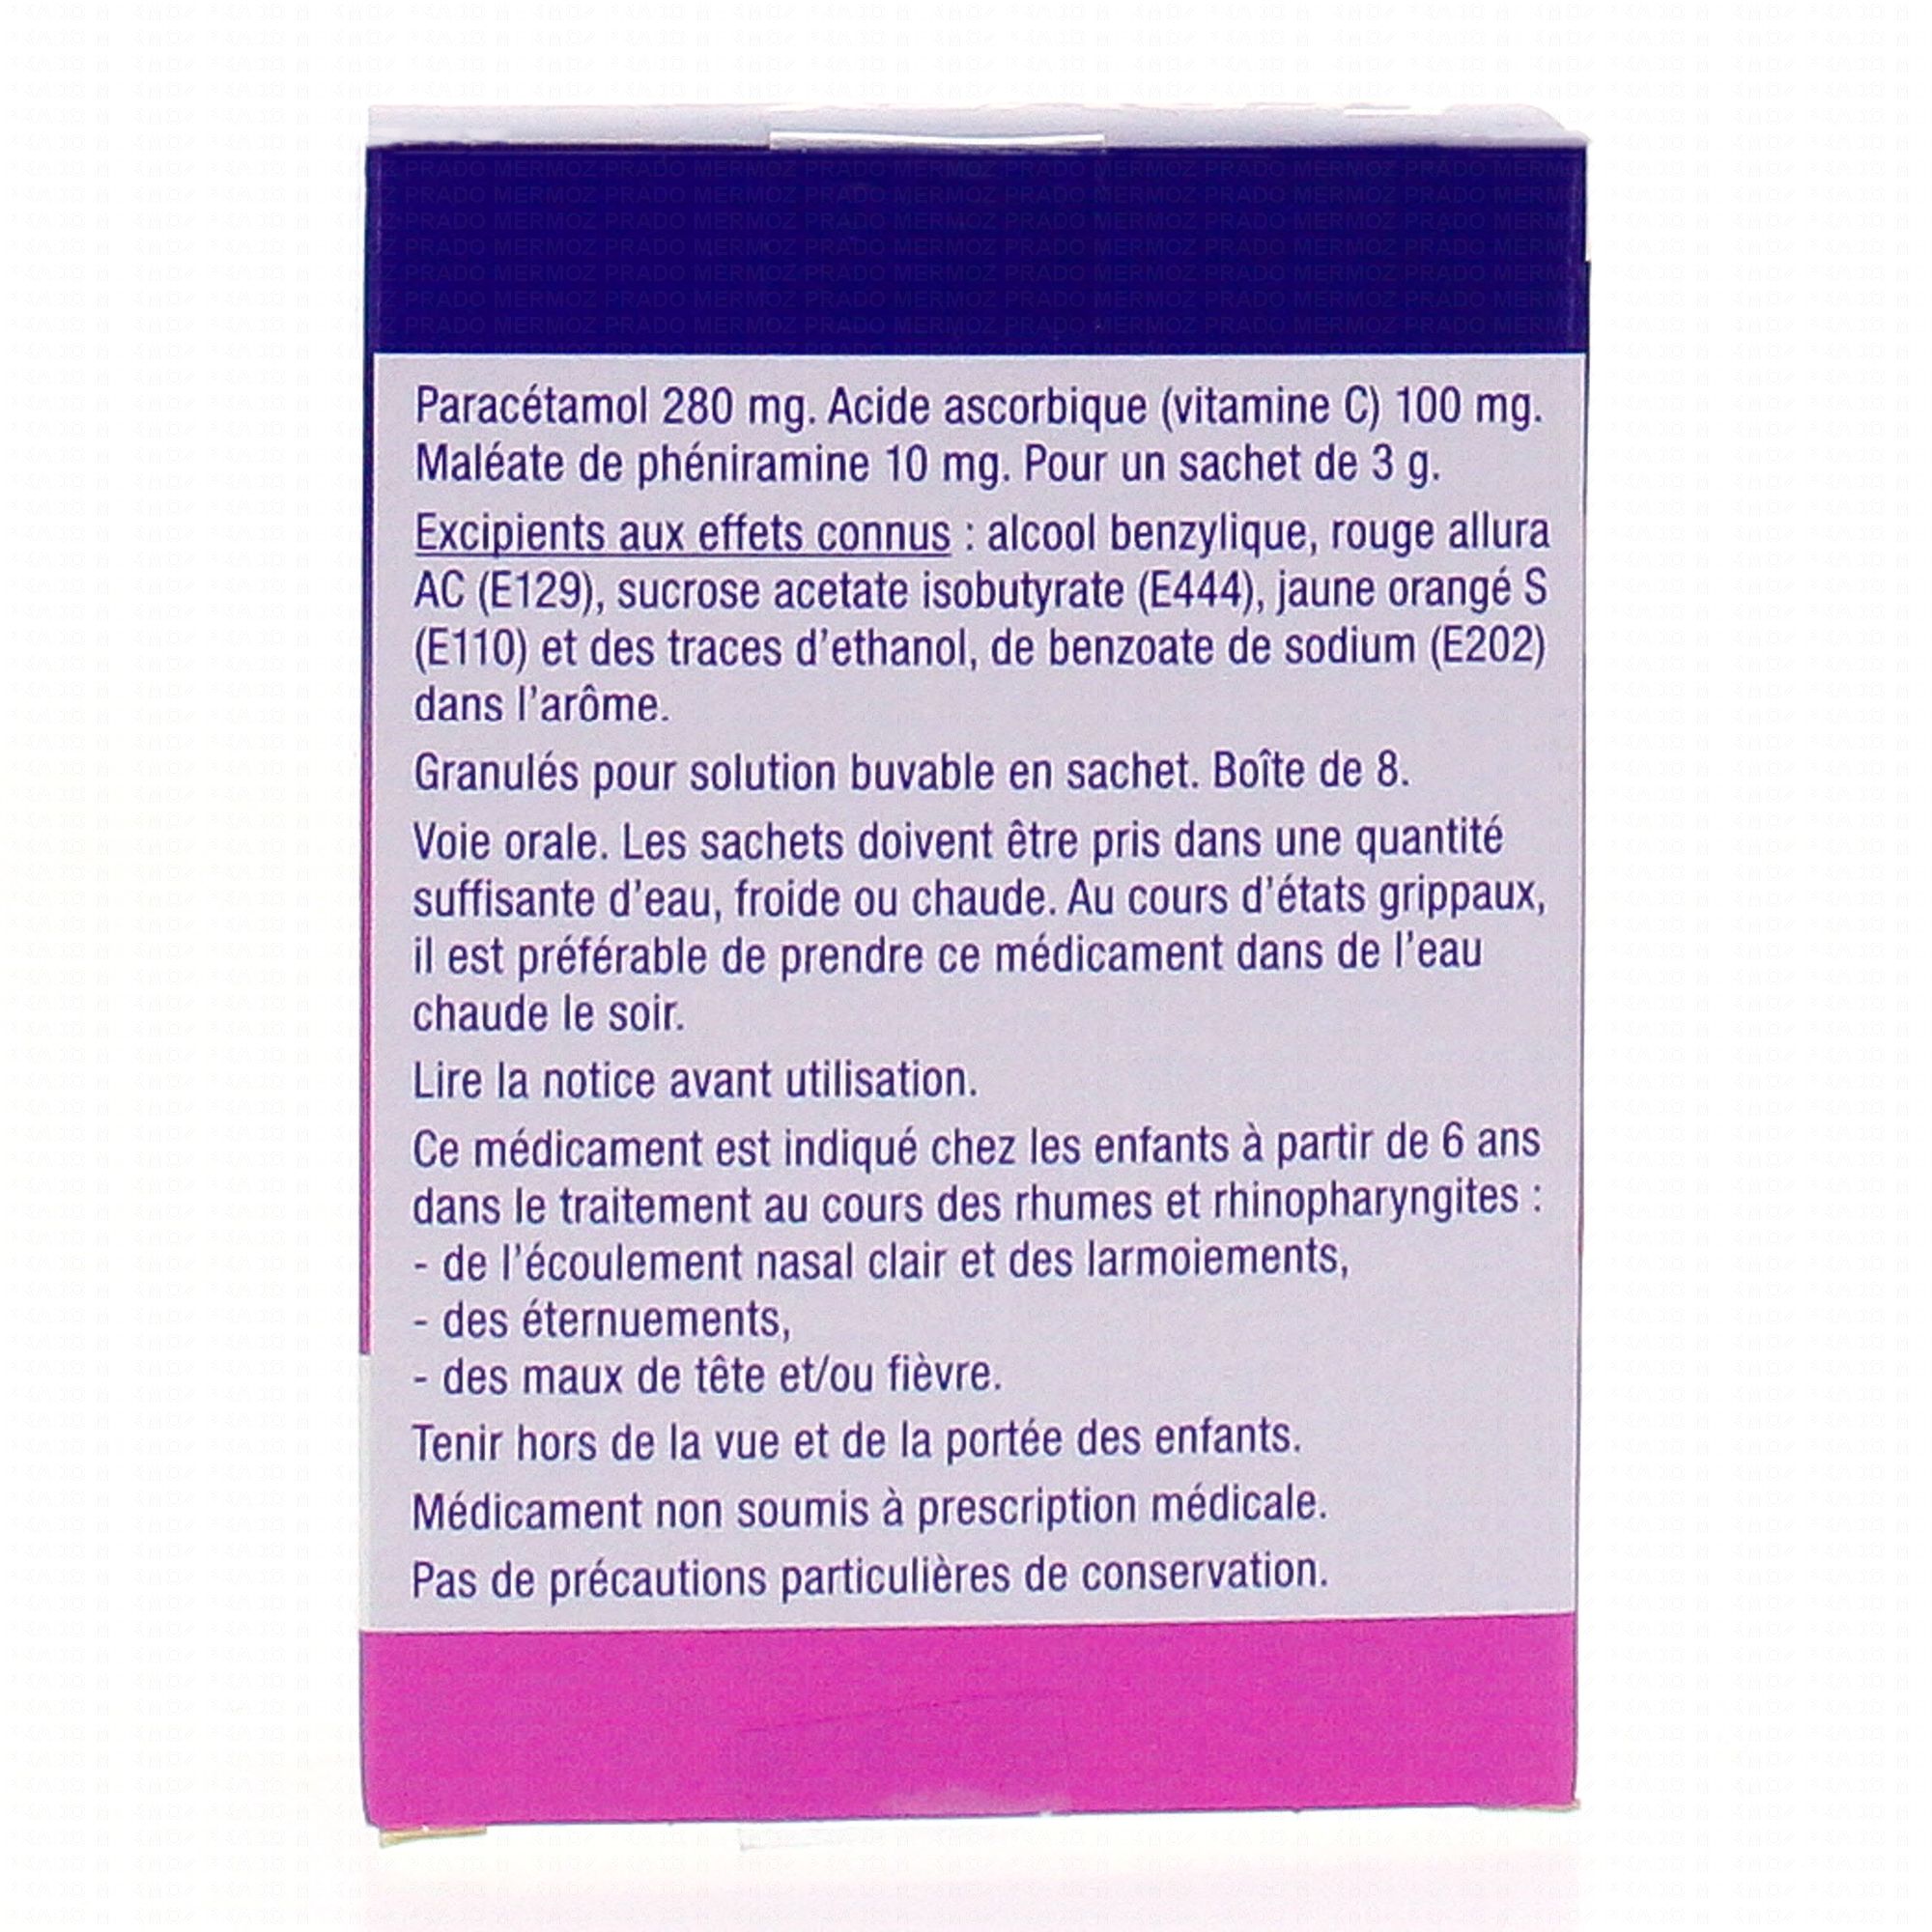 Paracétamol 280 mg. Acide ascorbique (vitamine C) 100 mg.
Maléate de phéniramine 10 mg. Pour un sachet de 3 g.
Excipients aux effets connus : alcool benzylique, rouge allura
AC (E129), sucrose acetate isobutyrate (E444), jaune orangé S
(E110) et des traces d'ethanol, de benzoate de sodium (E202)
dans l'arôme.
Granulés pour solution buvable en sachet. Boîte de 8.
Voie orale. Les sachets doivent être pris dans une quantité
suffisante d'eau, froide ou chaude. Au cours d'états grippaux,
il est préférable de prendre ce médicament dans de l'eau
chaude le soir.
Lire la notice avant utilisation.
Ce médicament est indiqué chez les enfants à partir de 6 ans
dans le traitement au cours des rhumes et rhinopharyngites :
- de l'écoulement nasal clair et des larmoiements,
- des éternuements,
- des maux de tête et/ou fièvre.
Tenir hors de la vue et de la portée des enfants.
Médicament non soumis à prescription médicale.
Pas de précautions particulières de conservation.